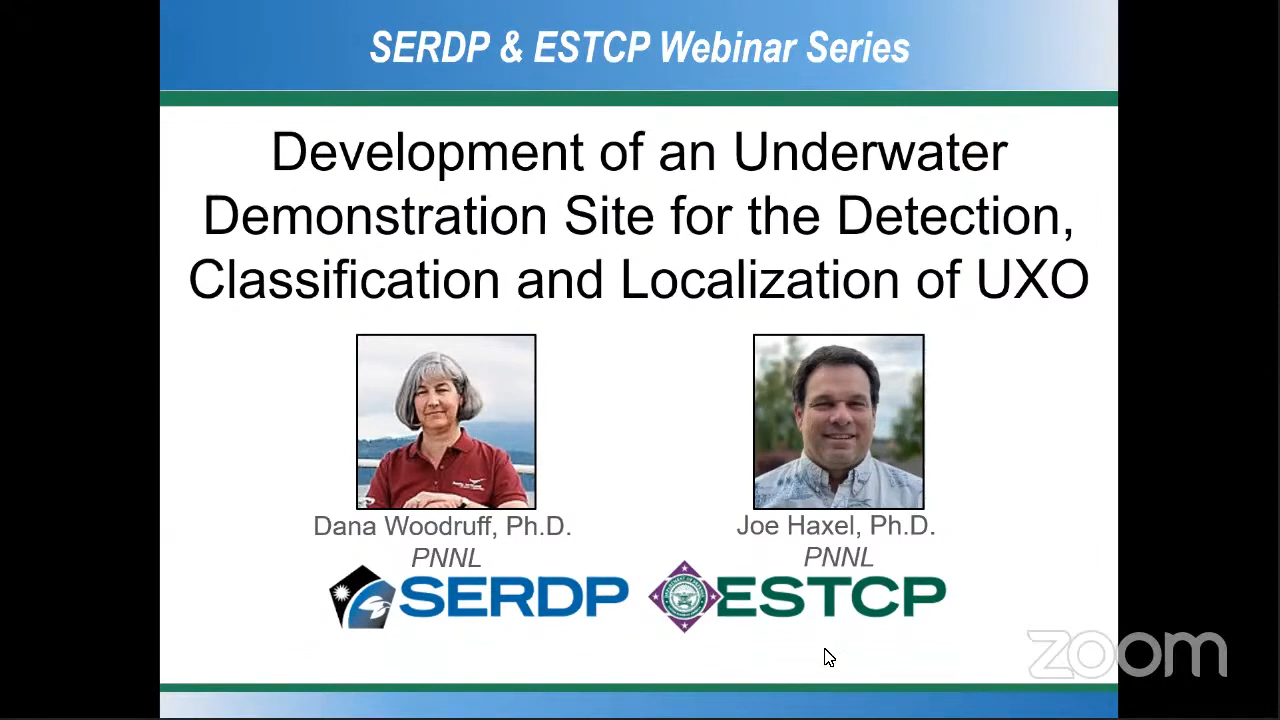 SERDP & ESTCP Webinar Series
Development of an Underwater
Demonstration Site for the Detection,
Classification and Localization of UXO
Dana Woodruff, Ph.D.
PNNL
Joe Haxel, Ph.D.
PNNL
SERDP
ESTCP
zoom